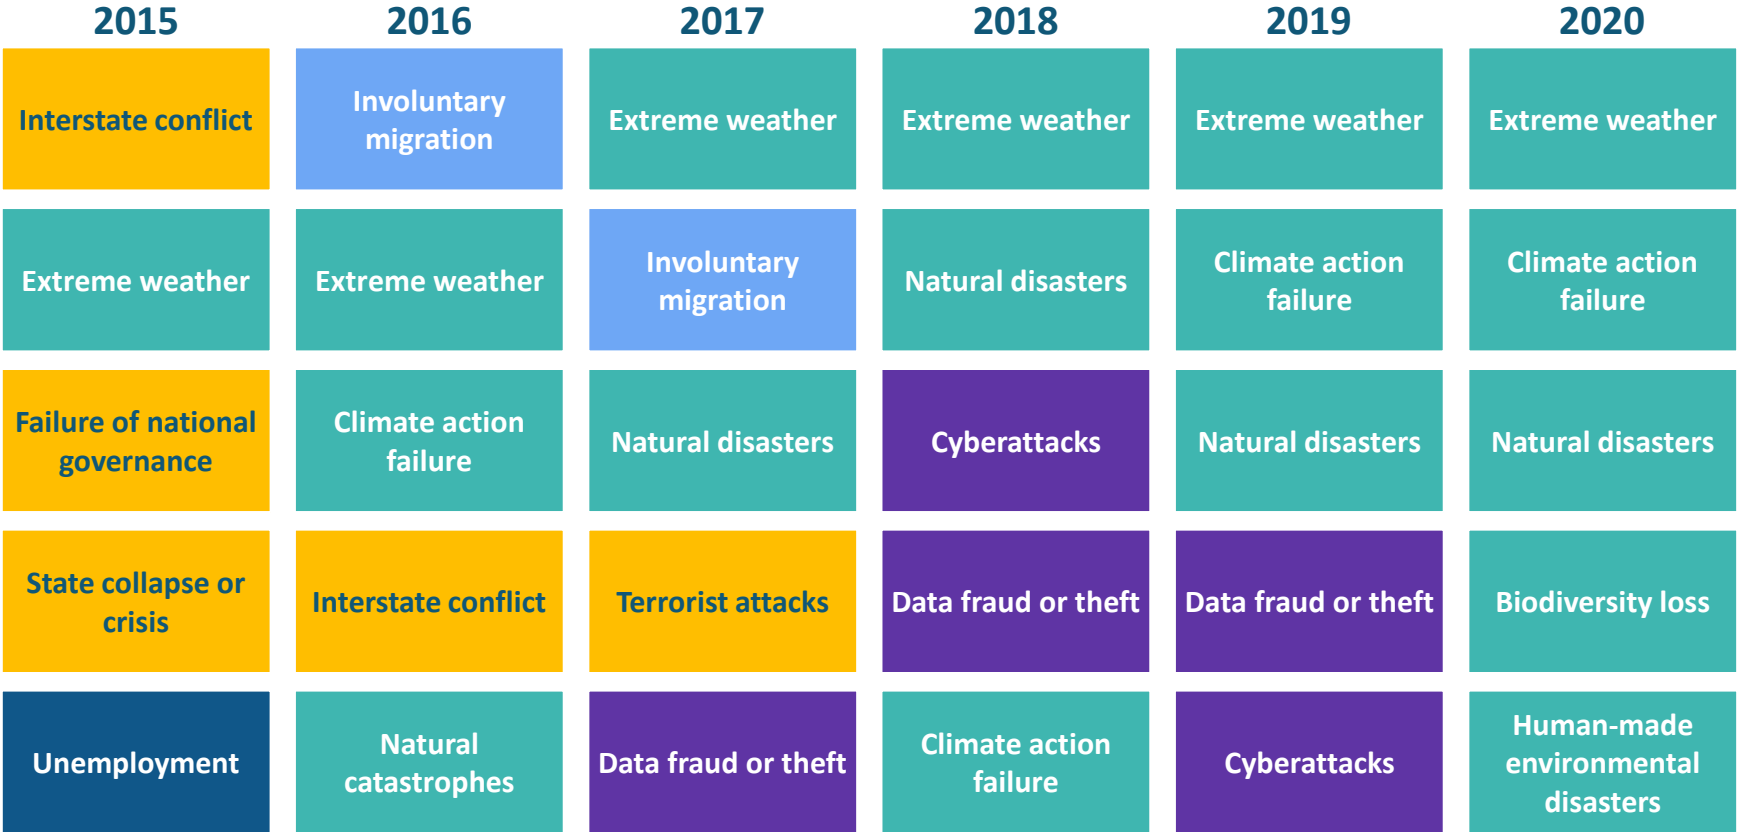 2015 2016 2017 2018 2019 2020
Interstate conflict
Involuntary
migration
Extreme weather
Extreme weather
Extreme weather
Extreme weather
Extreme weather
Extreme weather
Involuntary
migration
Natural disasters
Climate action
failure
Climate action
failure
Failure of national
governance
Climate action
failure
Natural disasters
Cyberattacks
Natural disasters
Natural disasters
State collapse or
crisis
Interstate conflict
Terrorist attacks
Data fraud or theft
Data fraud or theft
Biodiversity loss
Unemployment
Natural
catastrophes
Data fraud or theft
Climate action
failure
Cyberattacks
Human-made
environmental
disasters